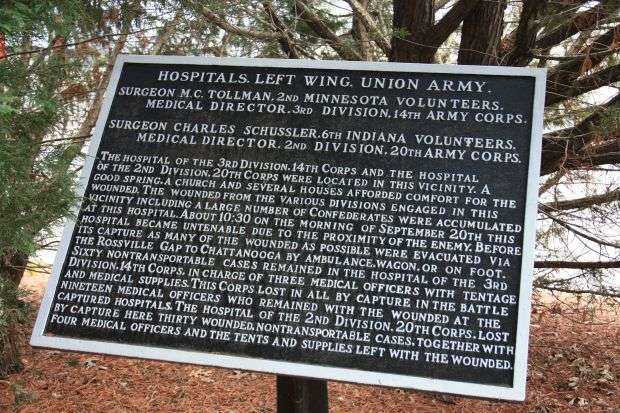 HOSPITALS. LEFT WING. UNION ARMY.
SURGEON M.C. TOLLMAN. 2ND MINNESOTA VOLUNTEERS.
MEDICAL DIRECTOR. 3RD DIVISION. 14TH ARMY CORPS.
SURGEON CHARLES SCHUSSLER. 6TH INDIANA VOLUNTEERS.
MEDICAL DIRECTOR. 2ND DIVISION. 20TH ARMY CORPS.
THE HOSPITAL OF THE 3RD DIVISION. 14TH CORPS AND THE HOSPITAL
OF THE 2ND DIVISION. 20TH CORPS WERE LOCATED IN THIS VICINITY. A
GOOD SPRING. A CHURCH AND SEVERAL HOUSES AFFORDED COMFORT FOR THE
WOUNDED. THE WOUNDED FROM THE VARIOUS DIVISIONS ENGAGED IN THIS
VICINITY INCLUDING A LARGE NUMBER OF CONFEDERATES WERE ACCUMULATED
AT THIS HOSPITAL. ABOUT 10:30 ON THE MORNING OF SEPTEMBER 20TH THIS
HOSPITAL BECAME UNTENABLE DUE TO THE PROXIMITY OF THE ENEMY. BEFORE
ITS CAPTURE AS MANY OF THE WOUNDED AS POSSIBLE WERE EVACUATED VIA
THE ROSSVILLE GAP TO CHATTANOOGA BY AMBULANCE. WAGON. OR ON FOOT.
SIXTY NONTRANSPORTABLE CASES REMAINED IN THE HOSPITAL OF THE 3RD
DIVISION. 14TH CORPS. IN CHARGE OF THREE MEDICAL OFFICERS WITH TENTAGE
AND MEDICAL SUPPLIES. THIS CORPS LOST IN ALL BY CAPTURE IN THE BATTLE
NINETEEN MEDICAL OFFICERS WHO REMAINED WITH THE WOUNDED AT THE
CAPTURED HOSPITALS. THE HOSPITAL OF THE 2ND DIVISION. 20TH CORPS. LOST
BY CAPTURE HERE THIRTY WOUNDED. NONTRANSPORTABLE CASES. TOGETHER WITH
FOUR MEDICAL OFFICERS AND THE TENTS AND SUPPLIES LEFT WITH THE WOUNDED.